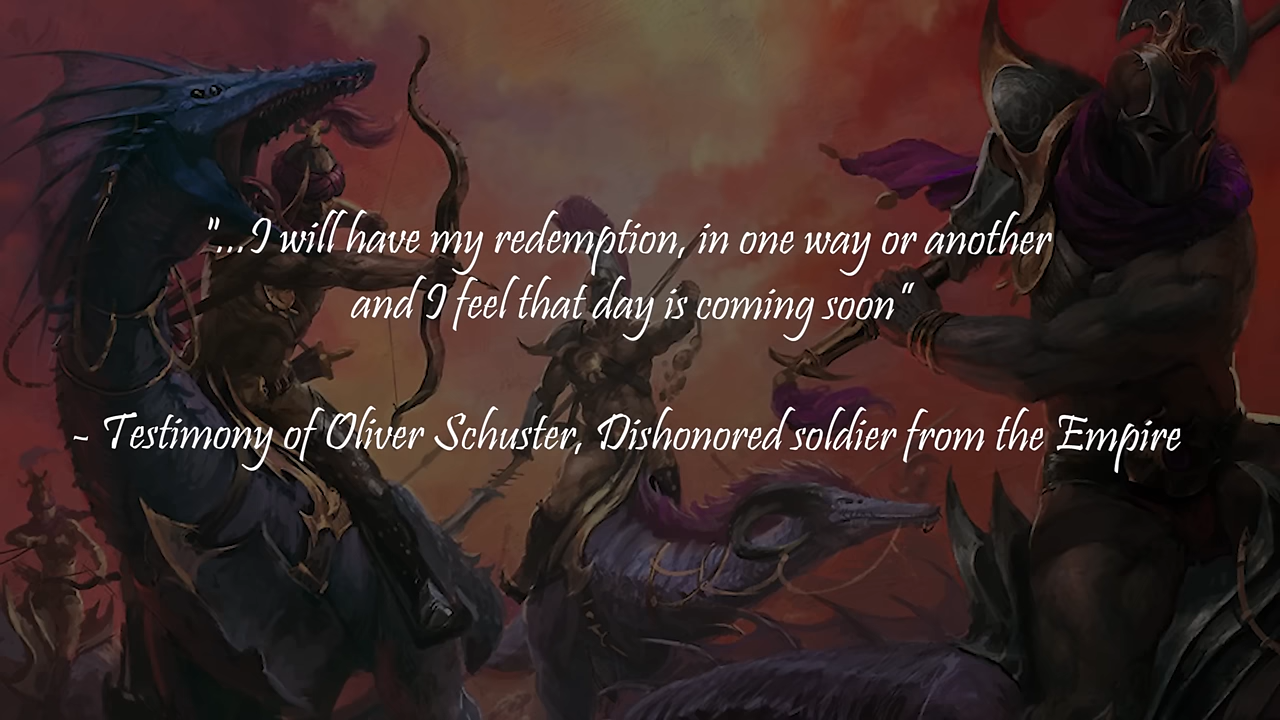 "...I will have my redemption, in one way or another
and I feel that day is coming soon"
- Testimony of Oliver Schuster, Dishonored soldier from the Empire